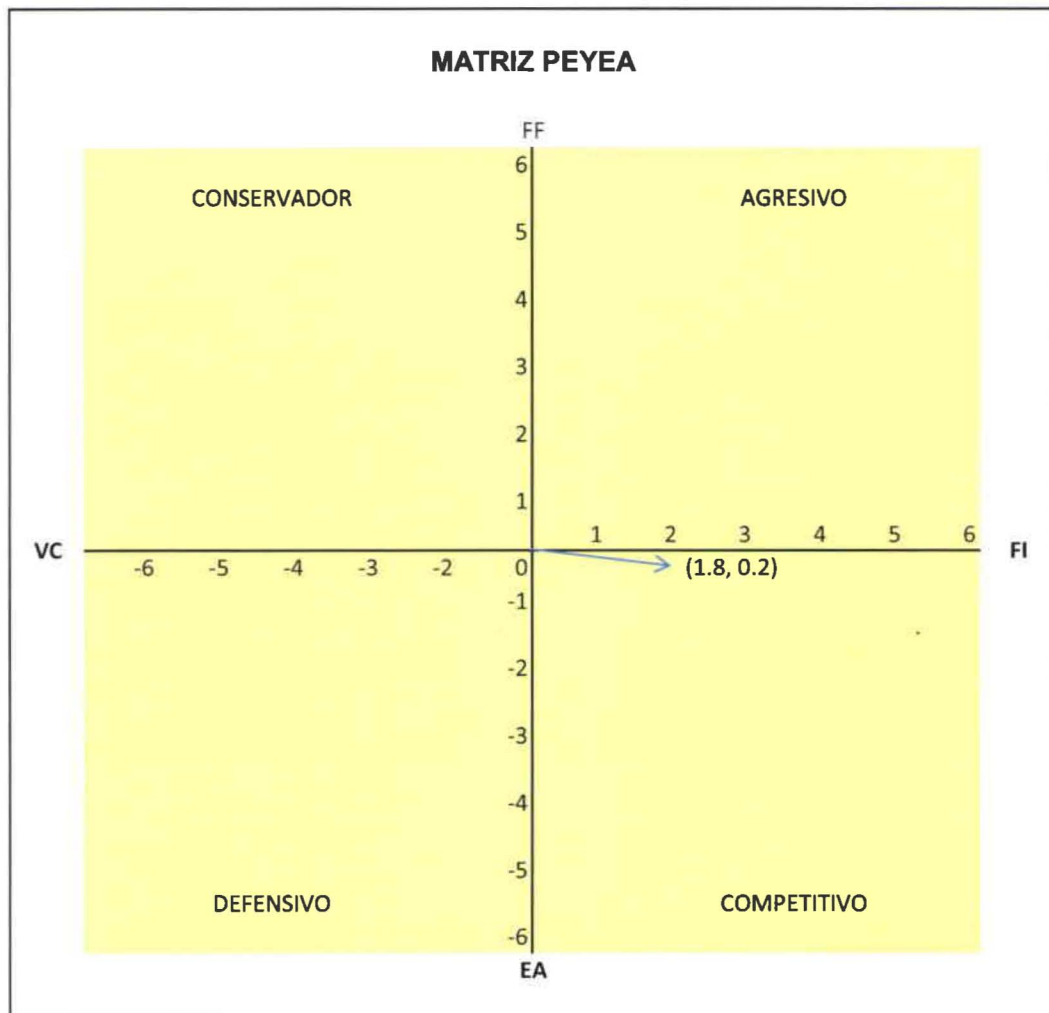 MATRIZ PEYEA
FF
6
CONSERVADOR AGRESIVO
5
4
3
2
1
1 2 3 4 5 6
VC FI
-6 -5 -4 -3 -2 0 (1.8, 0.2)
-1
-2
-3
-4
-5
DEFENSIVO COMPETITIVO
-6
EA